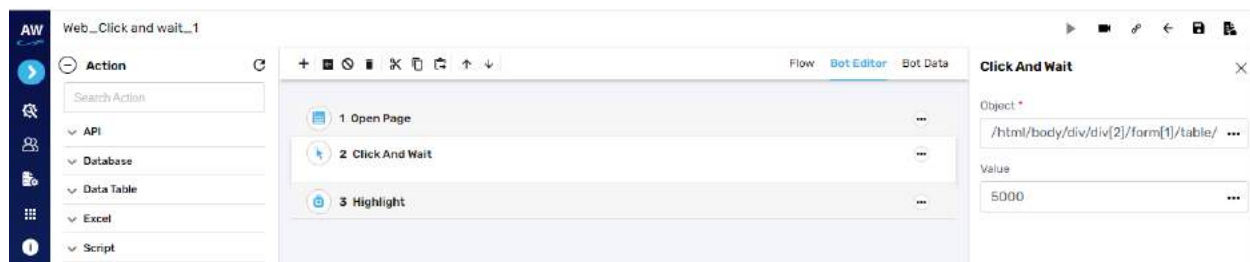 AW
Web_Click and wait_1
Action
Search Action
API
Database
Data Table
Excel
Script
Flow Bot Editor Bot Data
1 Open Page
2 Click And Wait
3 Highlight
Click And Wait
Object *
/html/body/div/div[2]/form[1]/table/
Value
5000